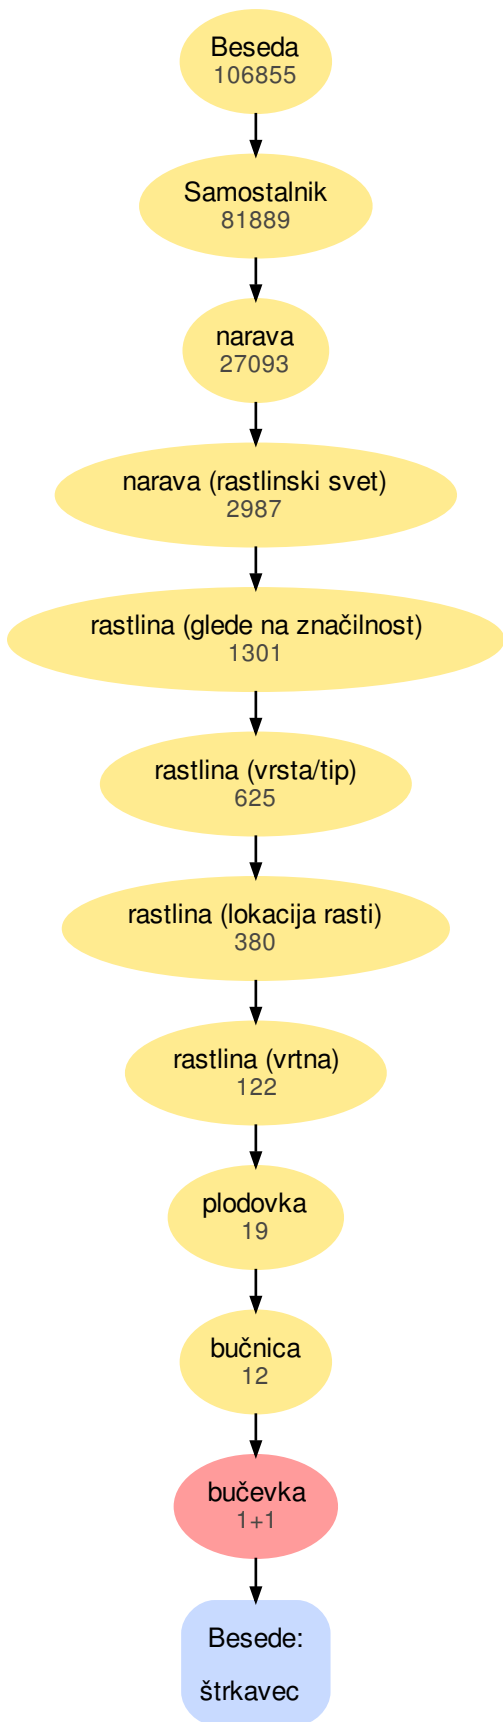 Beseda
106855
Samostalnik
81889
narava
27093
narava (rastlinski svet)
2987
rastlina (glede na značilnost)
1301
rastlina (vrsta/tip)
625
rastlina (lokacija rasti)
380
rastlina (vrtna)
122
plodovka
19
bučnica
12
bučevka
1+1
Besede:
štrkavec